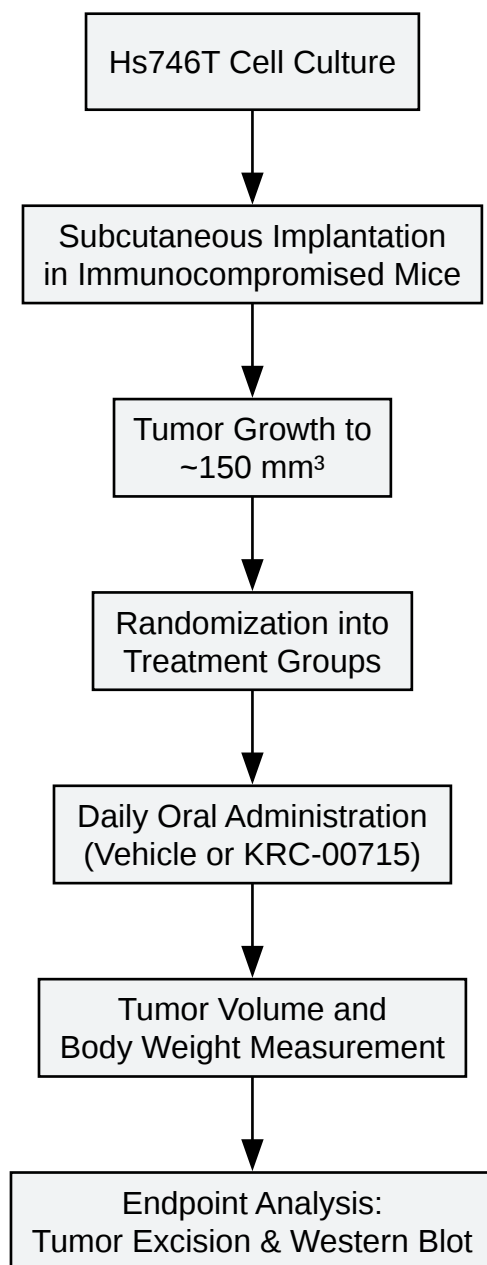 Hs746T Cell Culture
Subcutaneous Implantation
in Immunocompromised Mice
Tumor Growth to
~150 mm³
Randomization into
Treatment Groups
Daily Oral Administration
(Vehicle or KRC-00715)
Tumor Volume and
Body Weight Measurement
Endpoint Analysis:
Tumor Excision & Western Blot